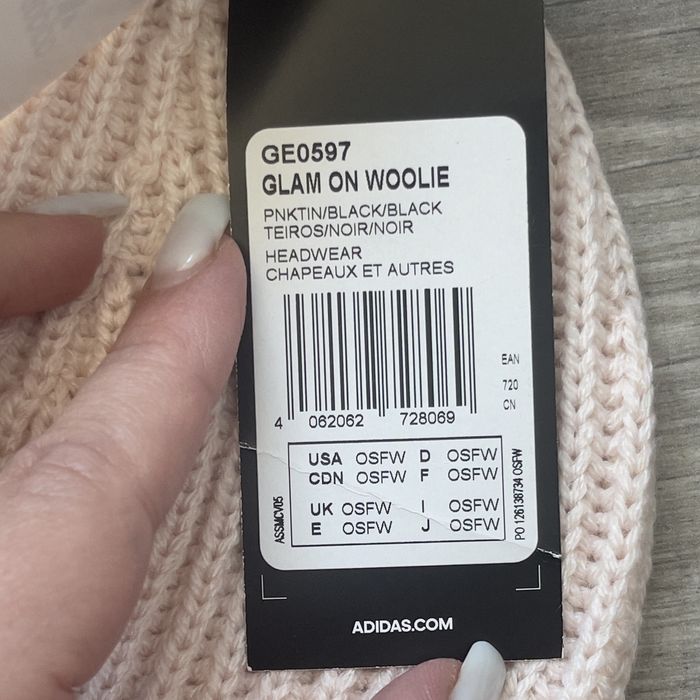 GE0597
GLAM ON WOOLIE
PNKTIN/BLACK/BLACK
TEIROS/NOIR/NOIR
HEADWEAR
CHAPEAUX ET AUTRES
EAN
720
CN
4 062062 728069
USA OSFW D OSFW
CDN OSFW F OSFW
UK OSFW I OSFW
E OSFW J OSFW
ASSMCV05
PO 126138734 OSFW
ADIDAS.COM